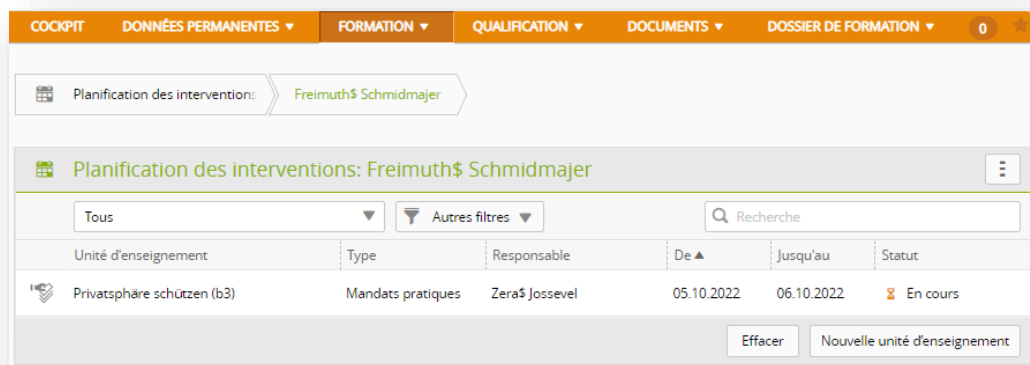 COCKPIT DONNÉES PERMANENTES FORMATION QUALIFICATION DOCUMENTS DOSSIER DE FORMATION 0
Planification des interventions Freimuth$ Schmidmajer
Planification des interventions: Freimuth$ Schmidmajer
Tous Autres filtres Recherche
Unité d'enseignement Type Responsable De Jusqu'au Statut
Privatsphäre schützen (b3) Mandats pratiques Zera$ Jossevel 05.10.2022 06.10.2022 En cours
Effacer Nouvelle unité d'enseignement